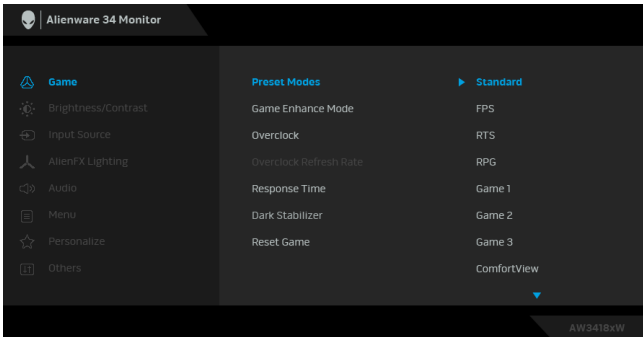 Alienware 34 Monitor
Game
Preset Modes
Standard
Brightness/Contrast
Game Enhance Mode
FPS
Input Source
Overclock
RTS
AlienFX Lighting
Overclock Refresh Rate
RPG
Audio
Response Time
Game 1
Menu
Dark Stabilizer
Game 2
Personalize
Reset Game
Game 3
Others
ComfortView
AW3418xW